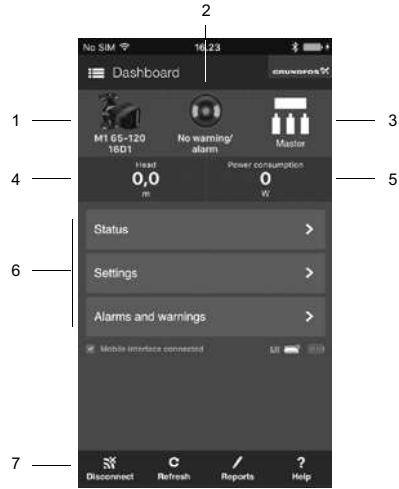 2
No SIM 16.23
Dashboard GRUNDFOS
1 M1 65-120 16D1 No warning/ alarm Master 3
4 Head 0,0 m Power consumption 0 W 5
Status
6 Settings
Alarms and warnings
Mobile interface connected
7 Disconnect Refresh Reports Help